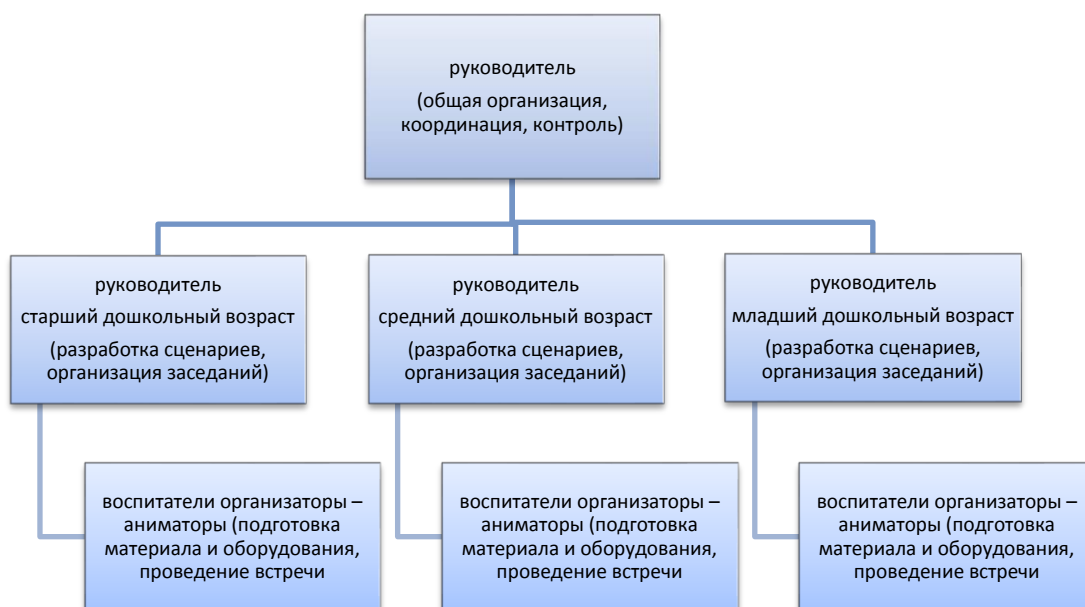 руководитель
(общая организация,
координация, контроль)
руководитель
старший дошкольный возраст
(разработка сценариев,
организация заседаний)
руководитель
средний дошкольный возраст
(разработка сценариев,
организация заседаний)
руководитель
младший дошкольный возраст
(разработка сценариев,
организация заседаний)
воспитатели организаторы –
аниматоры (подготовка
материала и оборудования,
проведение встречи
воспитатели организаторы –
аниматоры (подготовка
материала и оборудования,
проведение встречи
воспитатели организаторы –
аниматоры (подготовка
материала и оборудования,
проведение встречи